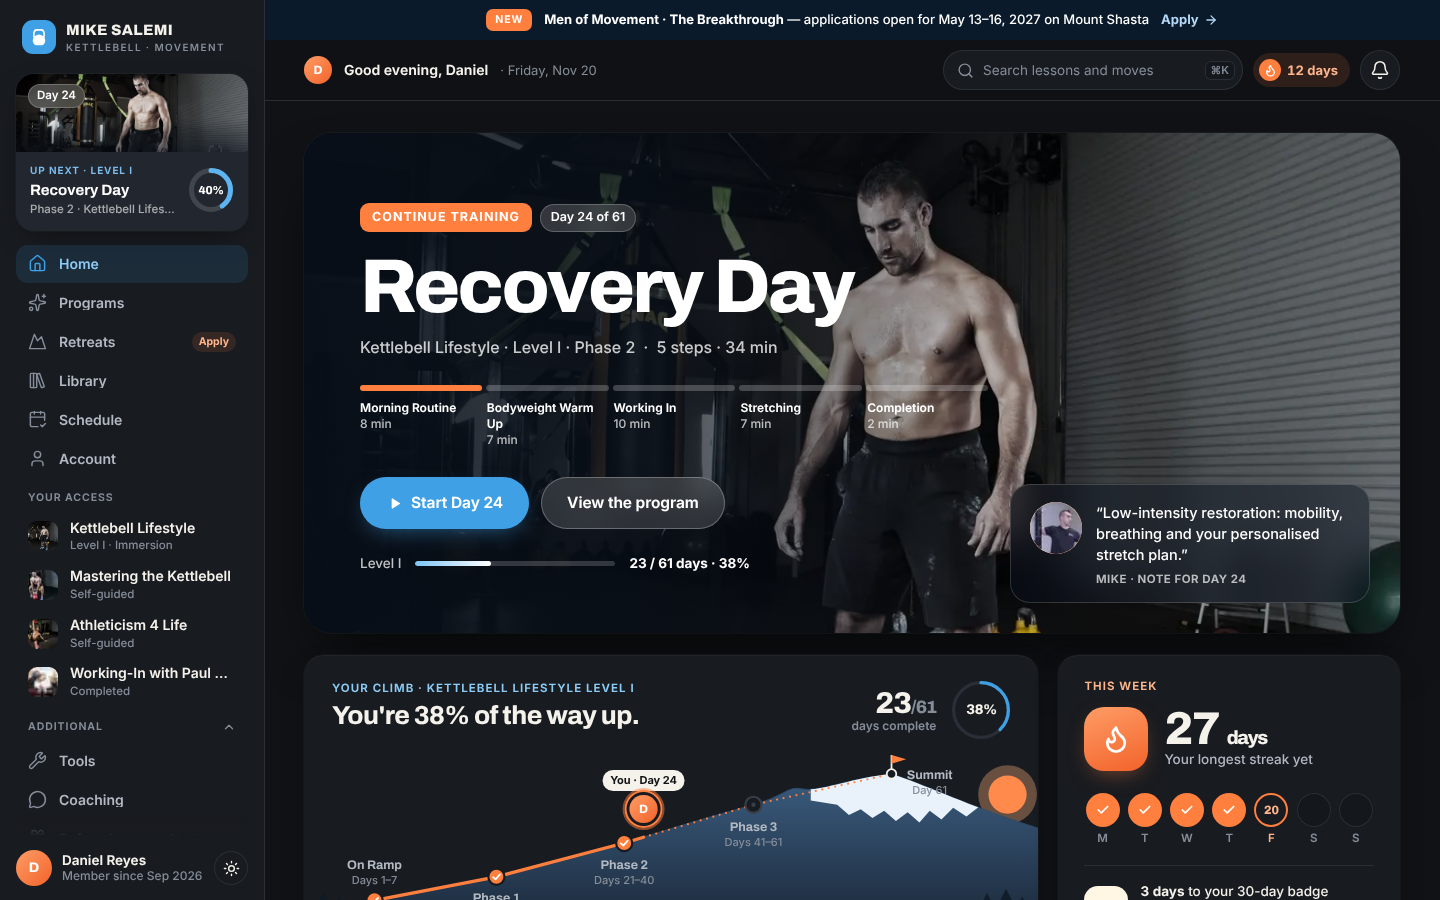 MIKE SALEMI
KETTLEBELL · MOVEMENT
Day 24
UP NEXT · LEVEL I
Recovery Day
Phase 2 · Kettlebell Lifes...
40%
Home
Programs
Retreats
Apply
Library
Schedule
Account
YOUR ACCESS
Kettlebell Lifestyle
Level I · Immersion
Mastering the Kettlebell
Self-guided
Athleticism 4 Life
Self-guided
Working-In with Paul ...
Completed
ADDITIONAL
Tools
Coaching
D
Daniel Reyes
Member since Sep 2026
NEW Men of Movement · The Breakthrough — applications open for May 13–16, 2027 on Mount Shasta Apply →
D Good evening, Daniel · Friday, Nov 20
Search lessons and moves ⌘K
12 days
CONTINUE TRAINING
Day 24 of 61
Recovery Day
Kettlebell Lifestyle · Level I · Phase 2 · 5 steps · 34 min
Morning Routine
8 min
Bodyweight Warm
Up
7 min
Working In
10 min
Stretching
7 min
Completion
2 min
Start Day 24
View the program
Level I
23 / 61 days · 38%
“Low-intensity restoration: mobility,
breathing and your personalised
stretch plan.”
MIKE · NOTE FOR DAY 24
YOUR CLIMB · KETTLEBELL LIFESTYLE LEVEL I
You're 38% of the way up.
23/61
days complete
38%
You · Day 24
D
Summit
Day 61
Phase 3
Days 41–61
Phase 2
Days 21–40
On Ramp
Days 1–7
Phase 1
THIS WEEK
27 days
Your longest streak yet
20
M T W T F S S
3 days to your 30-day badge